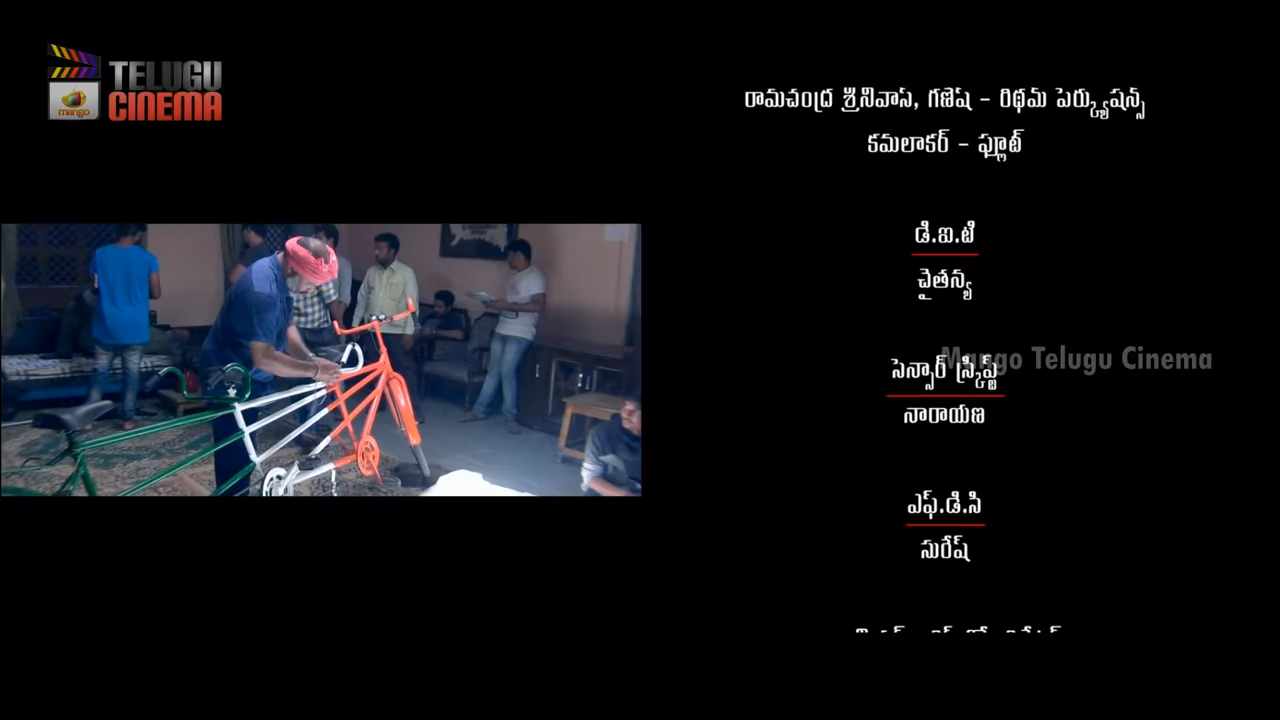 TELUGU
CINEMA
mango
రామచంద్ర శ్రీనివాస్, గణేష్ - రిథమ్ పెర్క్యుషన్స్
కమలాకర్ - ఫ్లూట్
డి.ఐ.టి
చైతన్య
Mango Telugu Cinema
సెన్సార్ స్క్రిప్ట్
నారాయణ
ఎఫ్.డి.సి
సురేష్